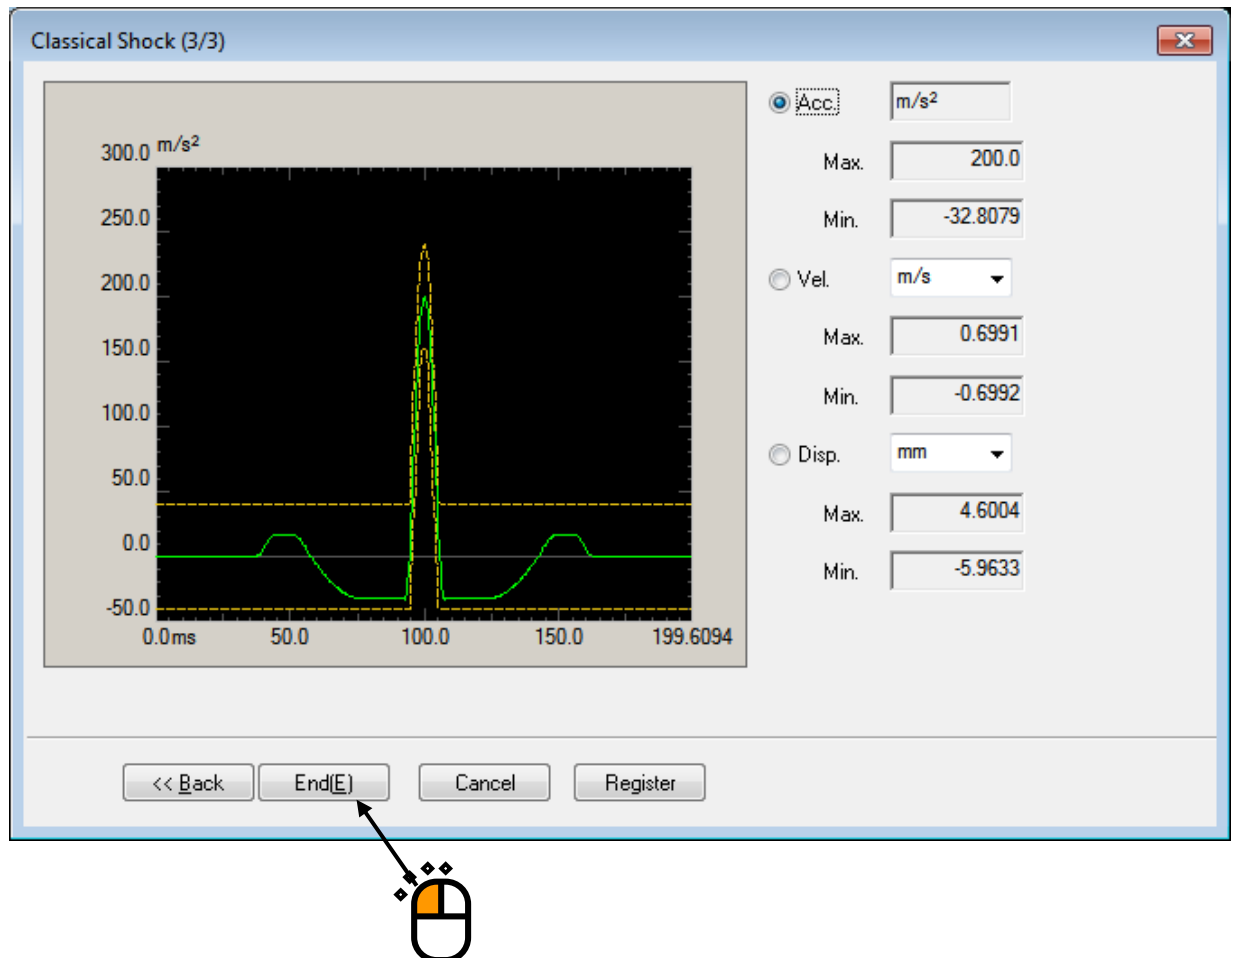 Classical Shock (3/3)
m/s²
300.0
250.0
200.0
150.0
100.0
50.0
0.0
-50.0
0.0ms 50.0 100.0 150.0 199.6094
Acc. m/s²
Max. 200.0
Min. -32.8079
Vel. m/s
Max. 0.6991
Min. -0.6992
Disp. mm
Max. 4.6004
Min. -5.9633
<< Back End(E) Cancel Register